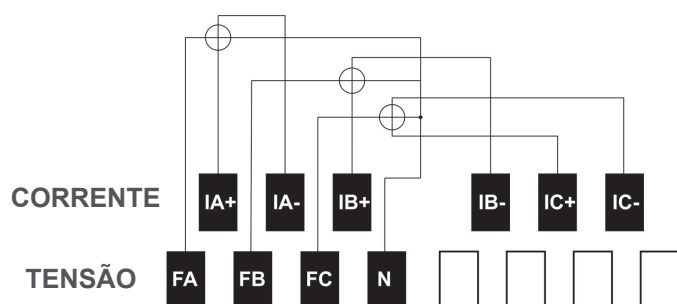 CORRENTE IA+ IA- IB+ IB- IC+ IC-
TENSÃO FA FB FC N